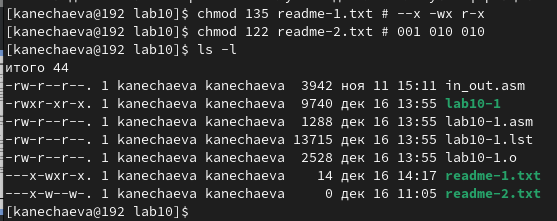 [kanechaeva@192 lab10]$ chmod 135 readme-1.txt # --x -wx r-x
[kanechaeva@192 lab10]$ chmod 122 readme-2.txt # 001 010 010
[kanechaeva@192 lab10]$ ls -l
итого 44
-rw-r--r--. 1 kanechaeva kanechaeva  3942 ноя 11 15:11 in_out.asm
-rwxr-xr-x. 1 kanechaeva kanechaeva  9740 дек 16 13:55 lab10-1
-rw-r--r--. 1 kanechaeva kanechaeva  1288 дек 16 13:55 lab10-1.asm
-rw-r--r--. 1 kanechaeva kanechaeva 13715 дек 16 13:55 lab10-1.lst
-rw-r--r--. 1 kanechaeva kanechaeva  2528 дек 16 13:55 lab10-1.o
---x-wxr-x. 1 kanechaeva kanechaeva    14 дек 16 14:17 readme-1.txt
---x-w--w-. 1 kanechaeva kanechaeva     0 дек 16 11:05 readme-2.txt
[kanechaeva@192 lab10]$